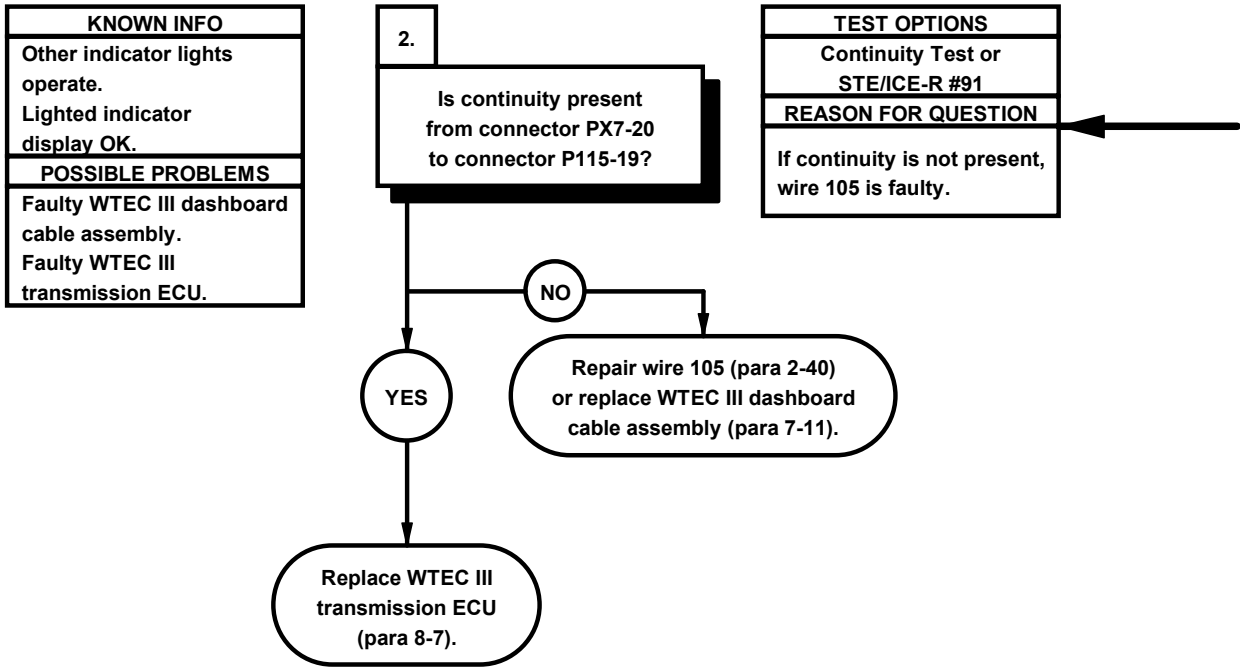 KNOWN INFO
Other indicator lights
operate.
Lighted indicator
display OK.
POSSIBLE PROBLEMS
Faulty WTEC III dashboard
cable assembly.
Faulty WTEC III
transmission ECU.
2.
Is continuity present
from connector PX7-20
to connector P115-19?
TEST OPTIONS
Continuity Test or
STE/ICE-R #91
REASON FOR QUESTION
If continuity is not present,
wire 105 is faulty.
NO
YES
Repair wire 105 (para 2-40)
or replace WTEC III dashboard
cable assembly (para 7-11).
Replace WTEC III
transmission ECU
(para 8-7).